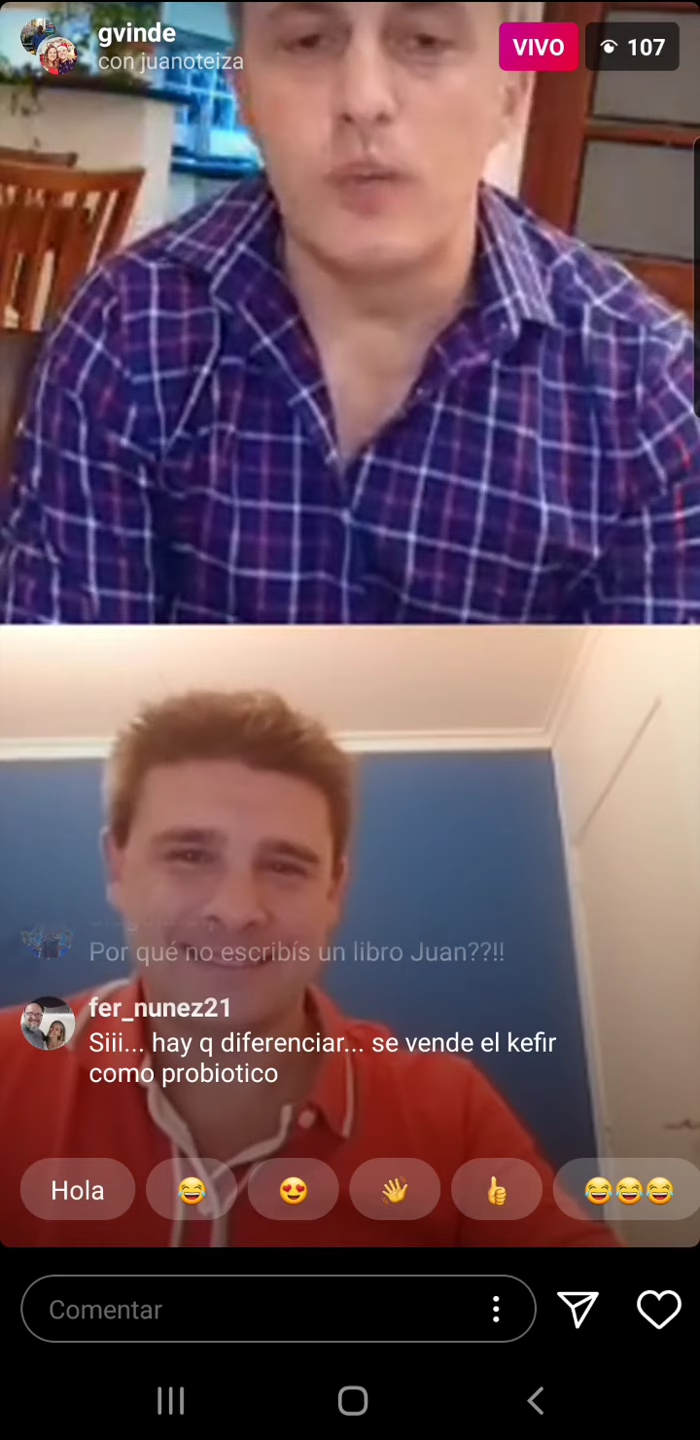 gvinde
con juanoteiza
VIVO
107
Por qué no escribís un libro Juan??!!
fer_nunez21
Siii... hay q diferenciar... se vende el kefir
como probiotico
Hola
Comentar